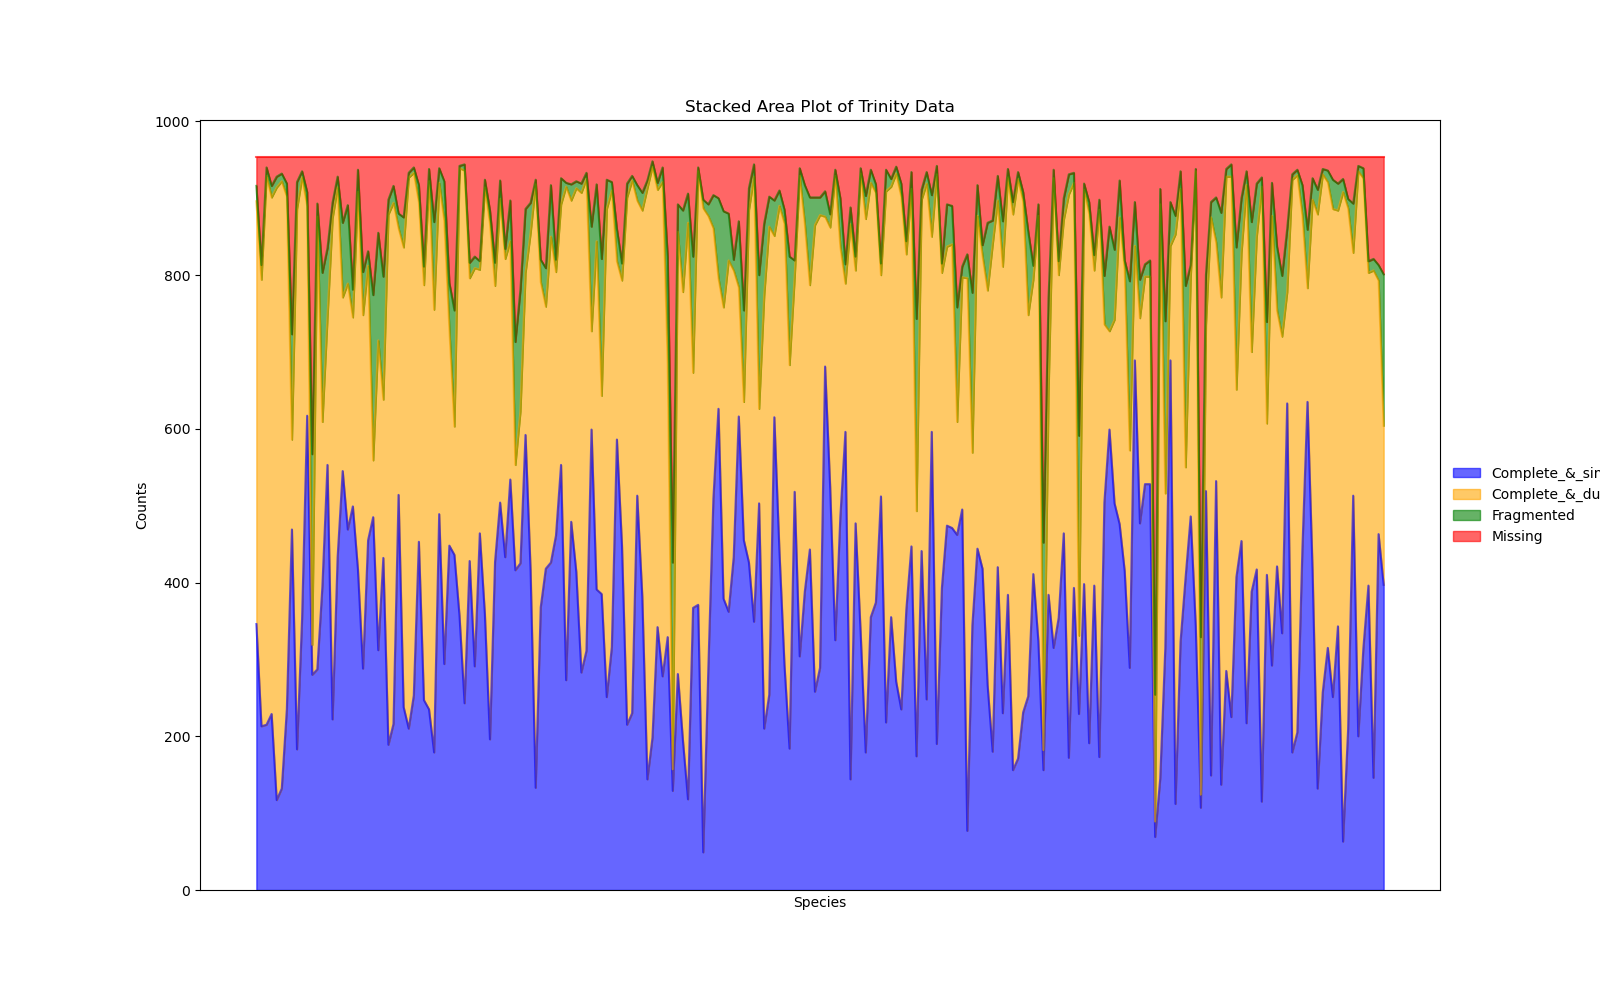 Stacked Area Plot of Trinity Data
1000
800
600
400
200
0
Counts
Species
Complete_&_sin
Complete_&_du
Fragmented
Missing